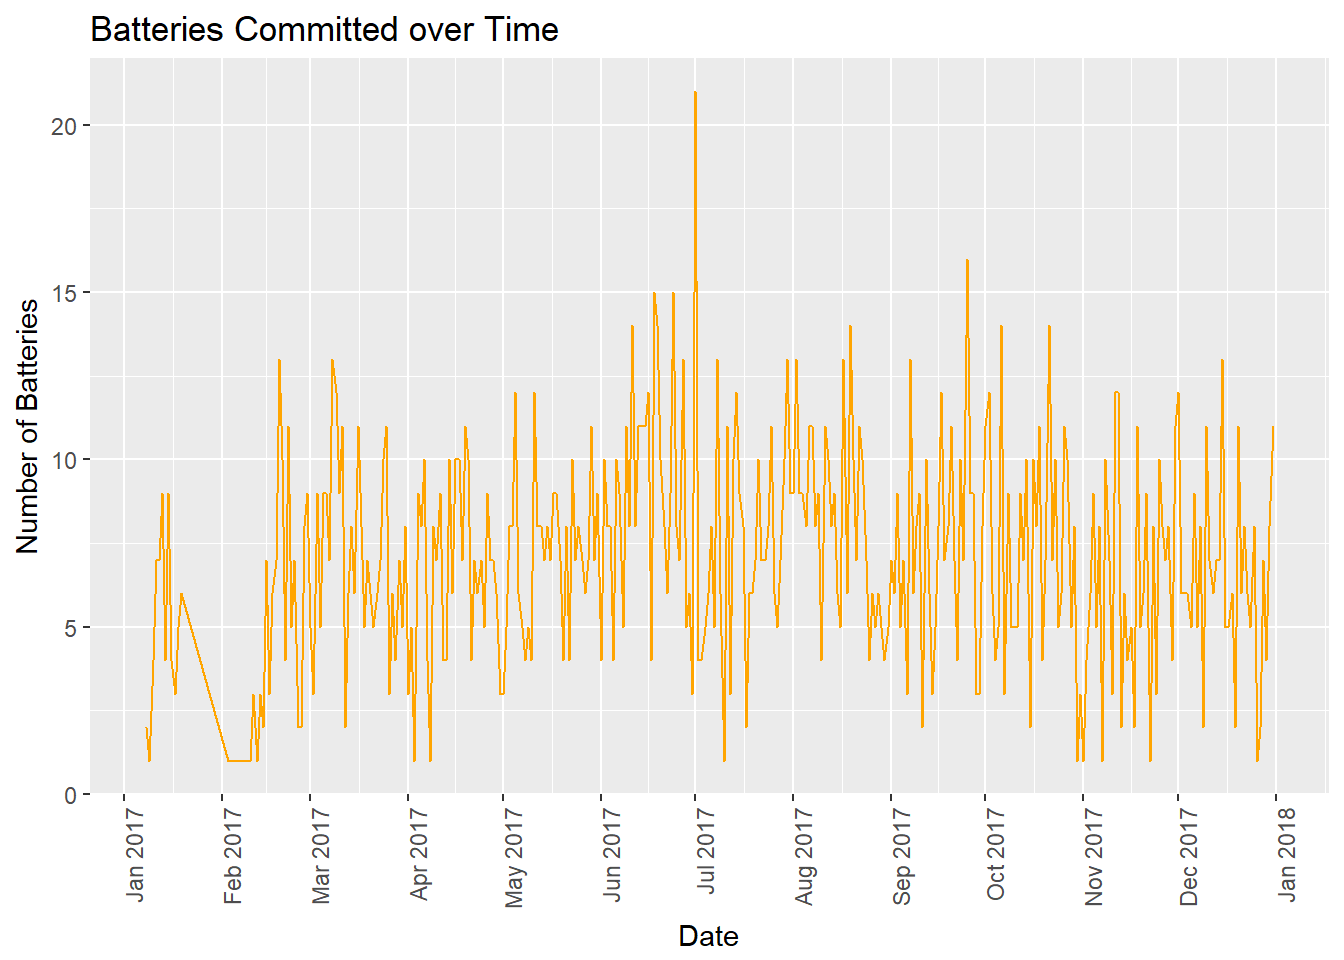 Batteries Committed over Time
Number of Batteries
20
15
10
5
0
Jan 2017
Feb 2017
Mar 2017
Apr 2017
May 2017
Jun 2017
Jul 2017
Aug 2017
Sep 2017
Oct 2017
Nov 2017
Dec 2017
Jan 2018
Date